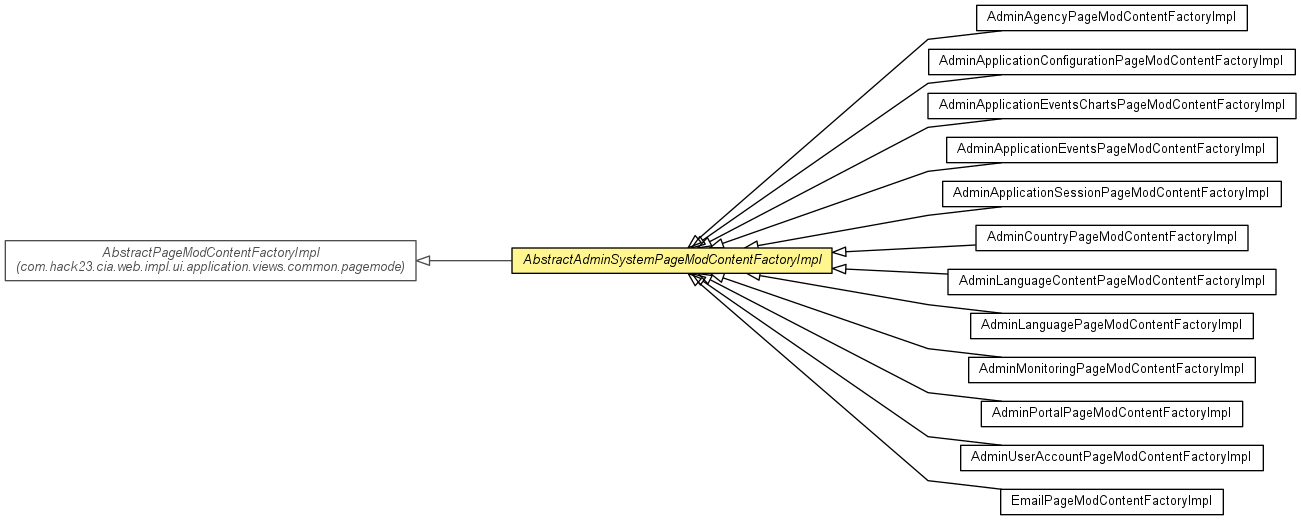 AdminAgencyPageModContentFactoryImpl
AdminApplicationConfigurationPageModContentFactoryImpl
AdminApplicationEventsChartsPageModContentFactoryImpl
AdminApplicationEventsPageModContentFactoryImpl
AdminApplicationSessionPageModContentFactoryImpl
AdminCountryPageModContentFactoryImpl
AbstractPageModContentFactoryImpl
(com.hack23.cia.web.impl.ui.application.views.common.pagemode)
AbstractAdminSystemPageModContentFactoryImpl
AdminLanguageContentPageModContentFactoryImpl
AdminLanguagePageModContentFactoryImpl
AdminMonitoringPageModContentFactoryImpl
AdminPortalPageModContentFactoryImpl
AdminUserAccountPageModContentFactoryImpl
EmailPageModContentFactoryImpl